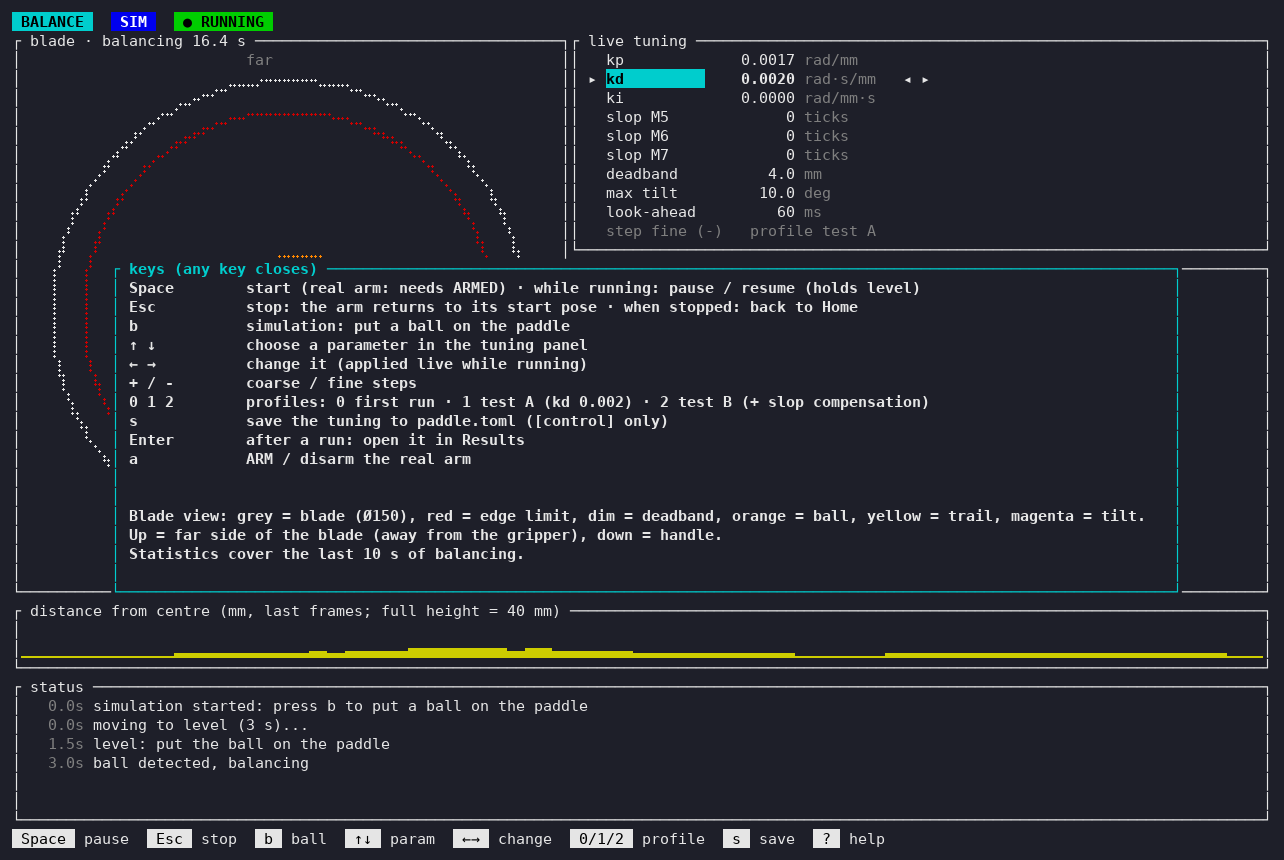 BALANCE SIM ● RUNNING
blade · balancing 16.4 s
far
live tuning
kp 0.0017 rad/mm
▸ kd 0.0020 rad·s/mm ◂ ▸
ki 0.0000 rad/mm·s
slop M5 0 ticks
slop M6 0 ticks
slop M7 0 ticks
deadband 4.0 mm
max tilt 10.0 deg
look-ahead 60 ms
step fine (-) profile test A
keys (any key closes)
Space start (real arm: needs ARMED) · while running: pause / resume (holds level)
Esc stop: the arm returns to its start pose · when stopped: back to Home
b simulation: put a ball on the paddle
↑ ↓ choose a parameter in the tuning panel
← → change it (applied live while running)
+ / - coarse / fine steps
0 1 2 profiles: 0 first run · 1 test A (kd 0.002) · 2 test B (+ slop compensation)
s save the tuning to paddle.toml ([control] only)
Enter after a run: open it in Results
a ARM / disarm the real arm
Blade view: grey = blade (Ø150), red = edge limit, dim = deadband, orange = ball, yellow = trail, magenta = tilt.
Up = far side of the blade (away from the gripper), down = handle.
Statistics cover the last 10 s of balancing.
distance from centre (mm, last frames; full height = 40 mm)
status
0.0s simulation started: press b to put a ball on the paddle
0.0s moving to level (3 s)...
1.5s level: put the ball on the paddle
3.0s ball detected, balancing
Space pause Esc stop b ball ↑↓ param ←→ change 0/1/2 profile s save ? help